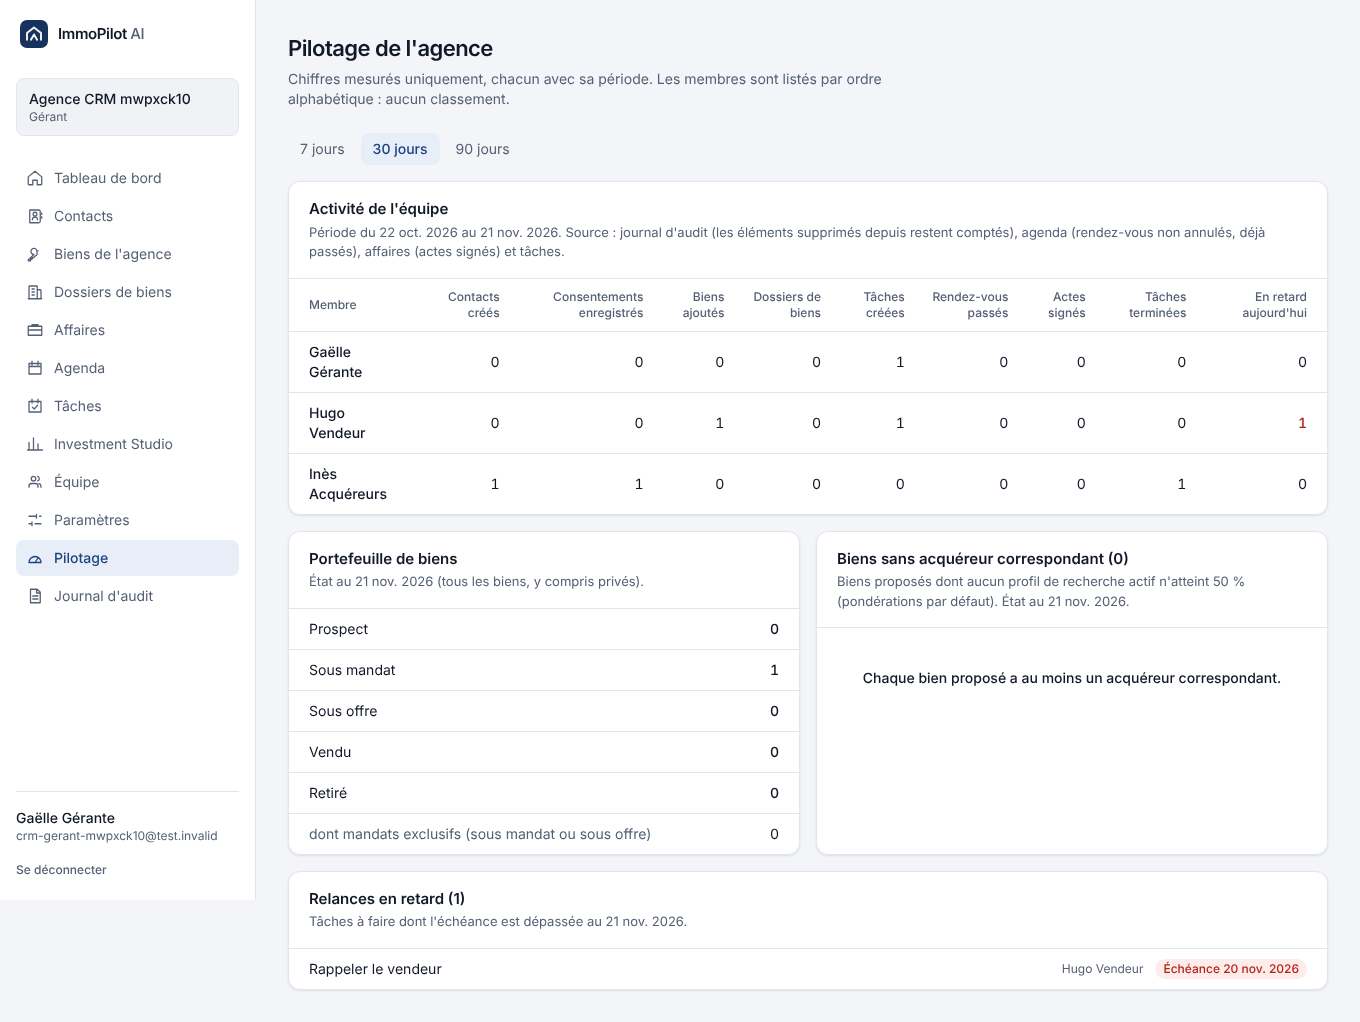 ImmoPilot AI
Agence CRM mwpxck10
Gérant
Tableau de bord
Contacts
Biens de l'agence
Dossiers de biens
Affaires
Agenda
Tâches
Investment Studio
Équipe
Paramètres
Pilotage
Journal d'audit
Gaëlle Gérante
crm-gerant-mwpxck10@test.invalid
Se déconnecter
Pilotage de l'agence
Chiffres mesurés uniquement, chacun avec sa période. Les membres sont listés par ordre
alphabétique : aucun classement.
7 jours 30 jours 90 jours
Activité de l'équipe
Période du 22 oct. 2026 au 21 nov. 2026. Source : journal d'audit (les éléments supprimés depuis restent comptés), agenda (rendez-vous non annulés, déjà
passés), affaires (actes signés) et tâches.
Membre Contacts créés Consentements enregistrés Biens ajoutés Dossiers de biens Tâches créées Rendez-vous passés Actes signés Tâches terminées En retard aujourd'hui
Gaëlle Gérante 0 0 0 0 1 0 0 0 0
Hugo Vendeur 0 0 1 0 1 0 0 0 1
Inès Acquéreurs 1 1 0 0 0 0 0 1 0
Portefeuille de biens
État au 21 nov. 2026 (tous les biens, y compris privés).
Prospect 0
Sous mandat 1
Sous offre 0
Vendu 0
Retiré 0
dont mandats exclusifs (sous mandat ou sous offre) 0
Biens sans acquéreur correspondant (0)
Biens proposés dont aucun profil de recherche actif n'atteint 50 %
(pondérations par défaut). État au 21 nov. 2026.
Chaque bien proposé a au moins un acquéreur correspondant.
Relances en retard (1)
Tâches à faire dont l'échéance est dépassée au 21 nov. 2026.
Rappeler le vendeur Hugo Vendeur Échéance 20 nov. 2026